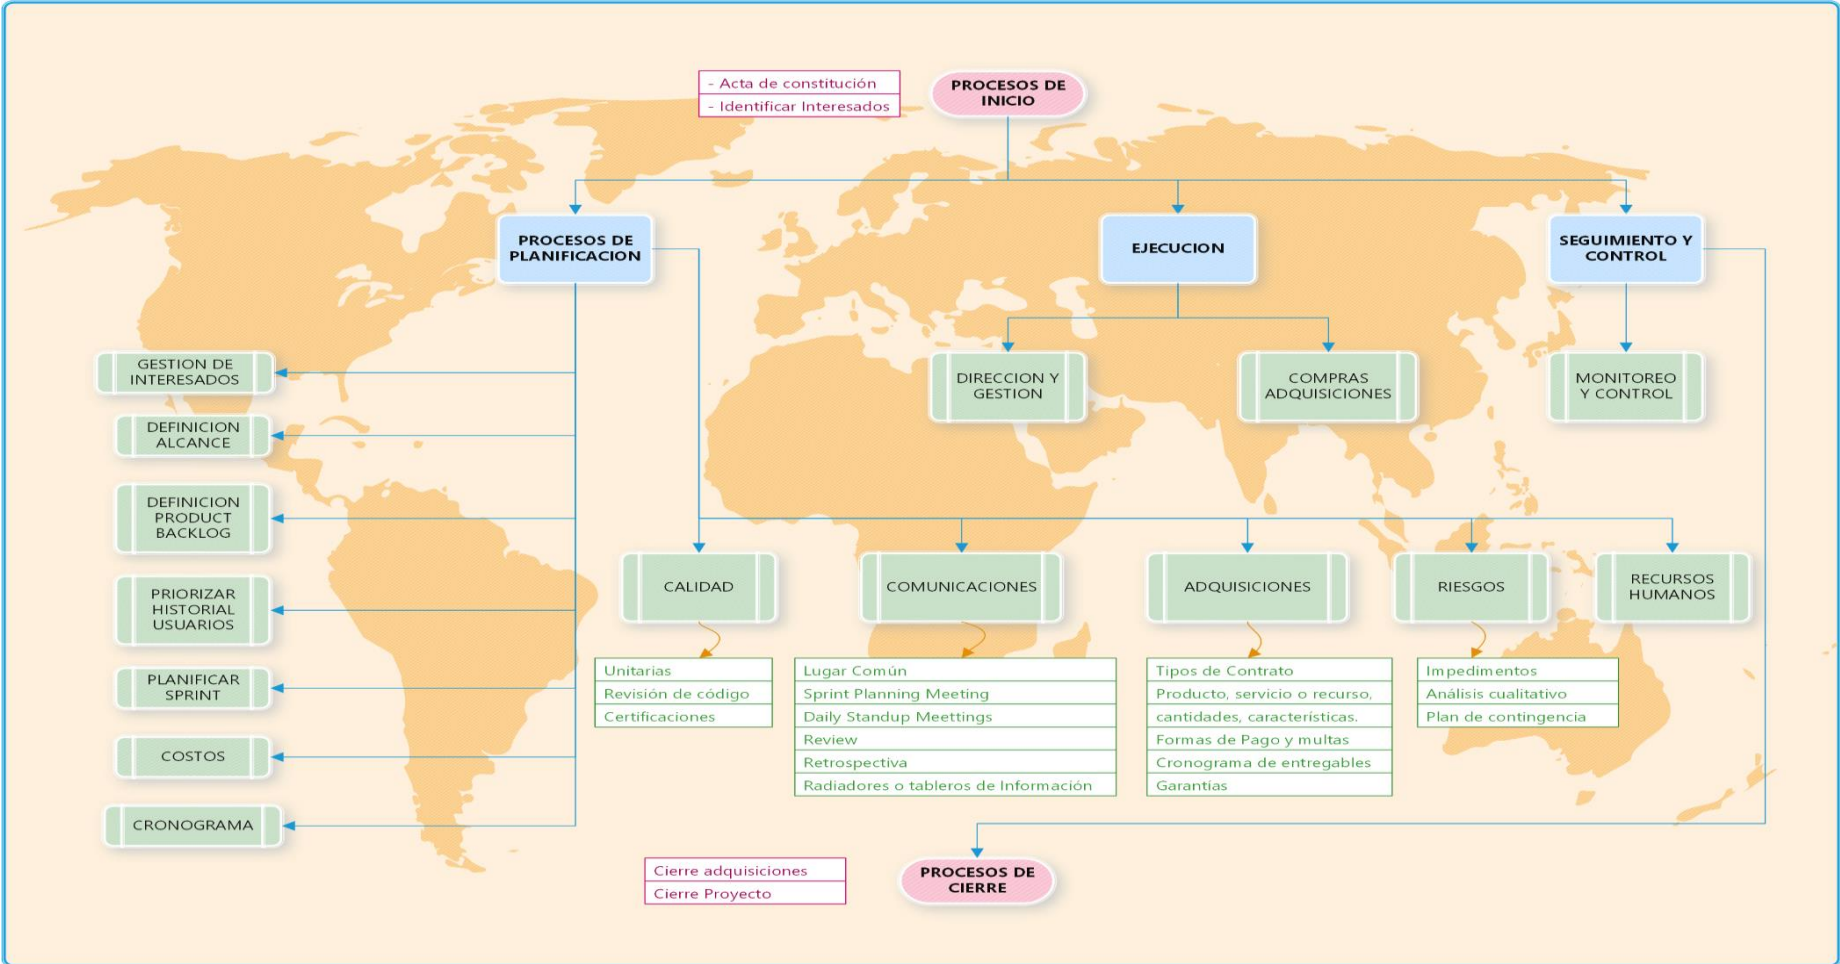 - Acta de constitución
- Identificar Interesados
PROCESOS DE
INICIO
PROCESOS DE
PLANIFICACION
EJECUCION
SEGUIMIENTO Y
CONTROL
GESTION DE
INTERESADOS
DEFINICION
ALCANCE
DEFINICION
PRODUCT
BACKLOG
PRIORIZAR
HISTORIAL
USUARIOS
PLANIFICAR
SPRINT
COSTOS
CRONOGRAMA
DIRECCION Y
GESTION
COMPRAS
ADQUISICIONES
MONITOREO
Y CONTROL
CALIDAD
COMUNICACIONES
ADQUISICIONES
RIESGOS
RECURSOS
HUMANOS
Unitarias
Revisión de código
Certificaciones
Lugar Común
Sprint Planning Meeting
Daily Standup Meettings
Review
Retrospectiva
Radiadores o tableros de Información
Tipos de Contrato
Producto, servicio o recurso,
cantidades, características.
Formas de Pago y multas
Cronograma de entregables
Garantías
Impedimentos
Análisis cualitativo
Plan de contingencia
Cierre adquisiciones
Cierre Proyecto
PROCESOS DE
CIERRE